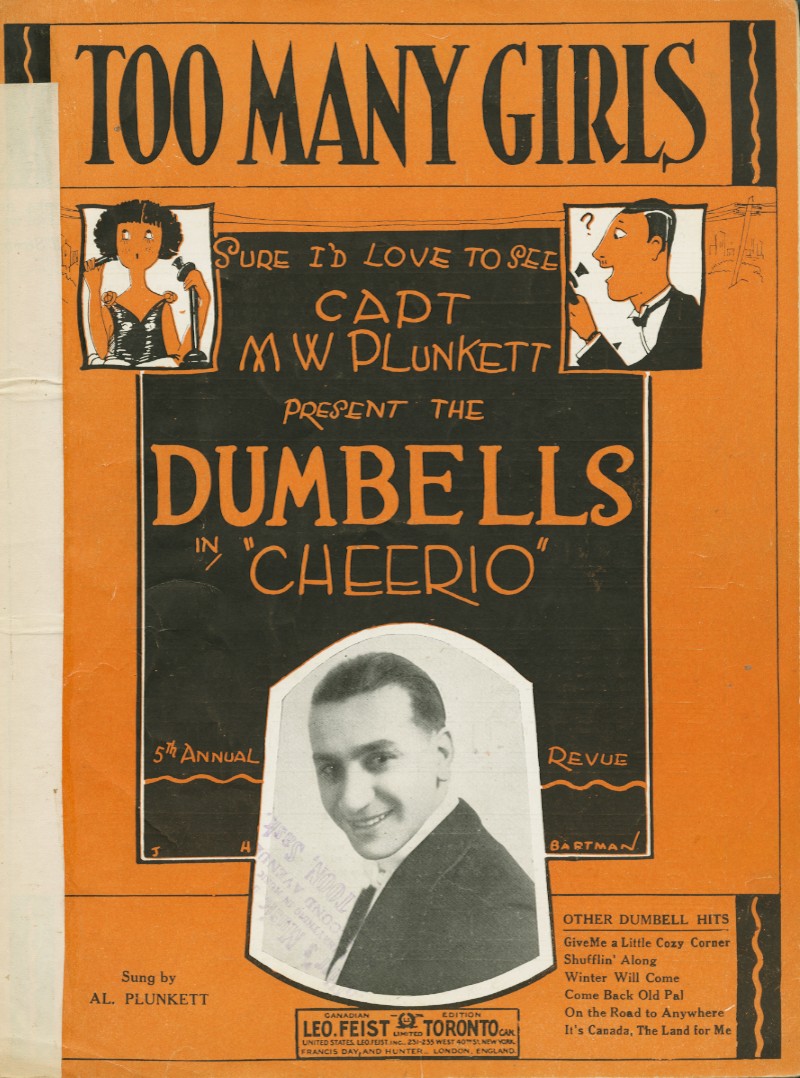 TOO MANY GIRLS
?
SURE I'D LOVE TO SEE
CAPT
M W PLUNKETT
PRESENT THE
DUMBELLS
IN "CHEERIO"
5th ANNUAL REVUE
J H BARTMAN
Sung by
AL. PLUNKETT
OTHER DUMBELL HITS
GiveMe a Little Cozy Corner
Shufflin' Along
Winter Will Come
Come Back Old Pal
On the Road to Anywhere
It's Canada, The Land for Me
CANADIAN EDITION
LEO. FEIST LIMITED TORONTO CAN.
UNITED STATES, LEO. FEIST, INC., 231-235 WEST 40TH ST, NEW YORK.
FRANCIS, DAY, AND HUNTER - LONDON, ENGLAND.